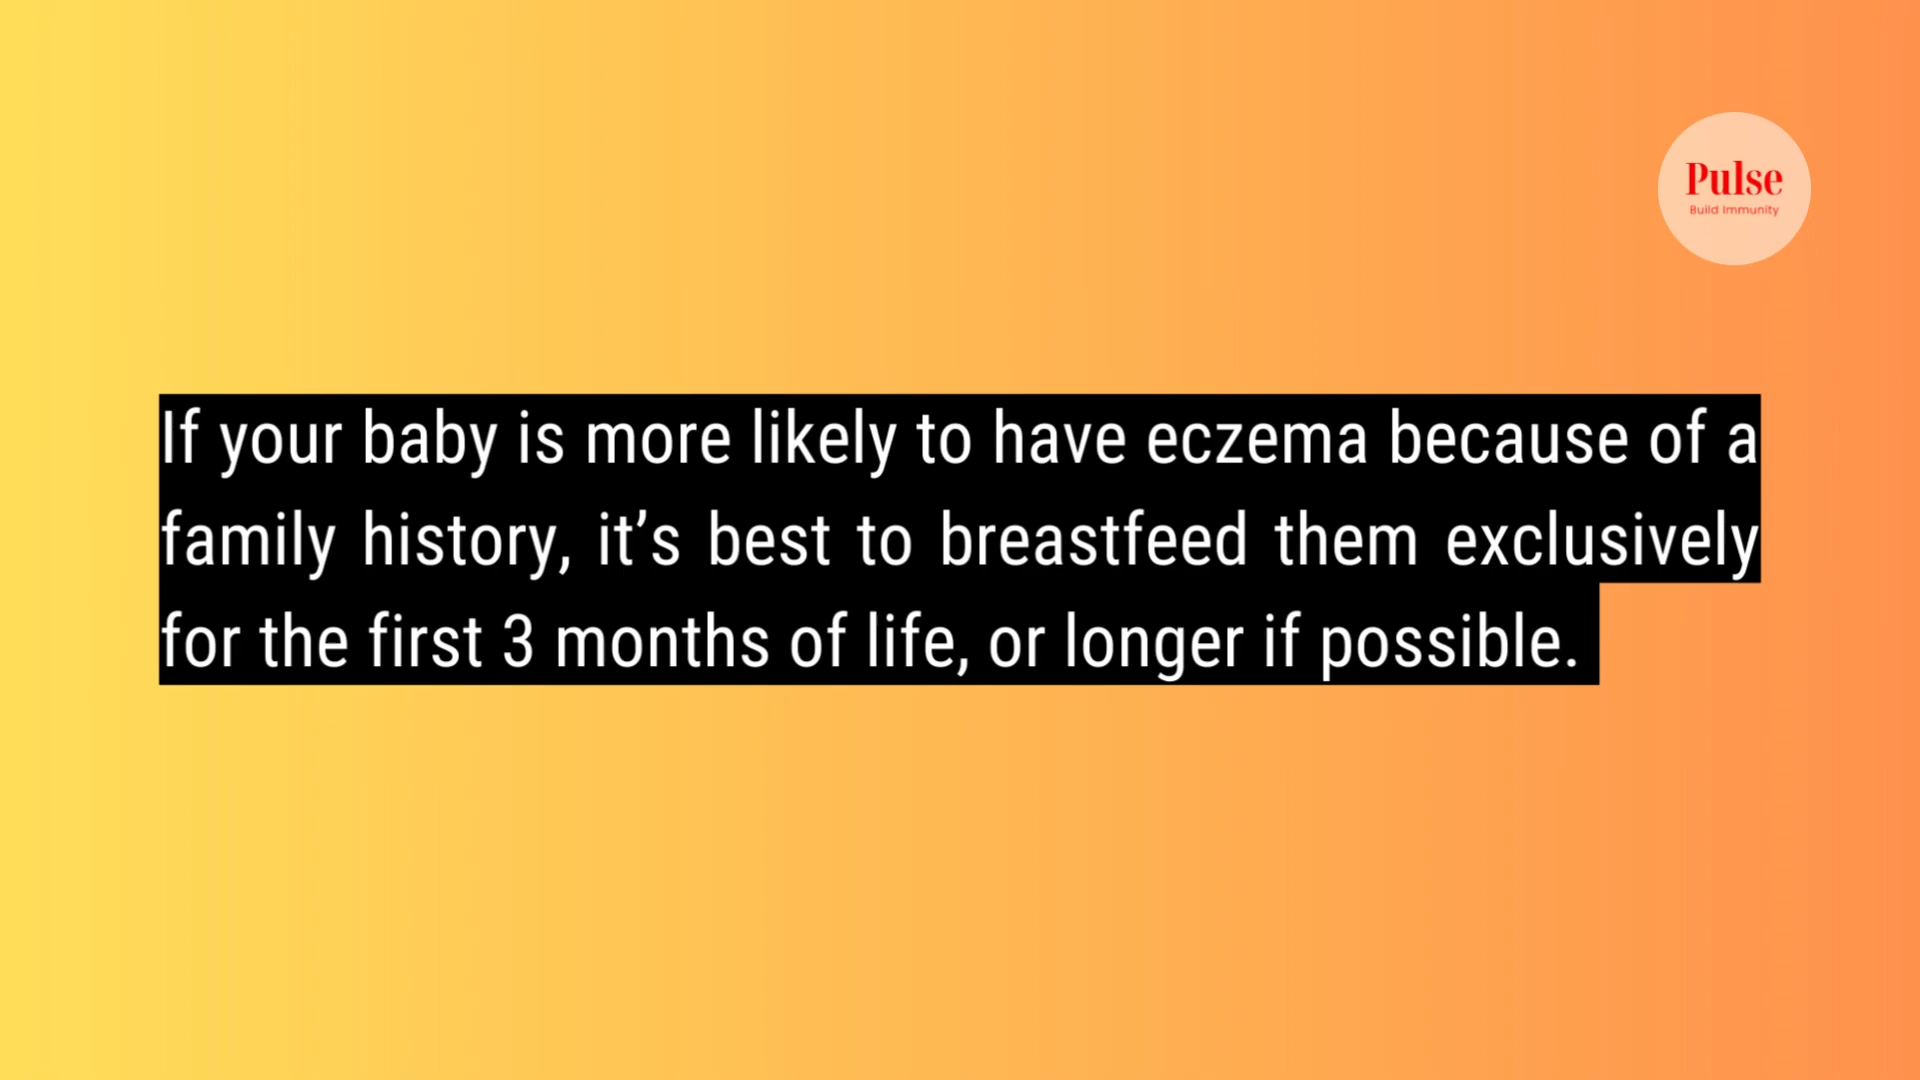 Pulse
Build Immunity
If your baby is more likely to have eczema because of a
family history, it’s best to breastfeed them exclusively
for the first 3 months of life, or longer if possible.